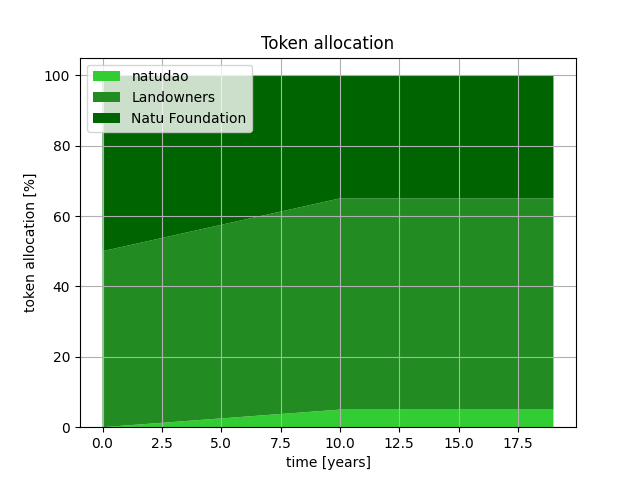 Token allocation
natudao
Landowners
Natu Foundation
token allocation [%]
100
80
60
40
20
0
0.0 2.5 5.0 7.5 10.0 12.5 15.0 17.5
time [years]